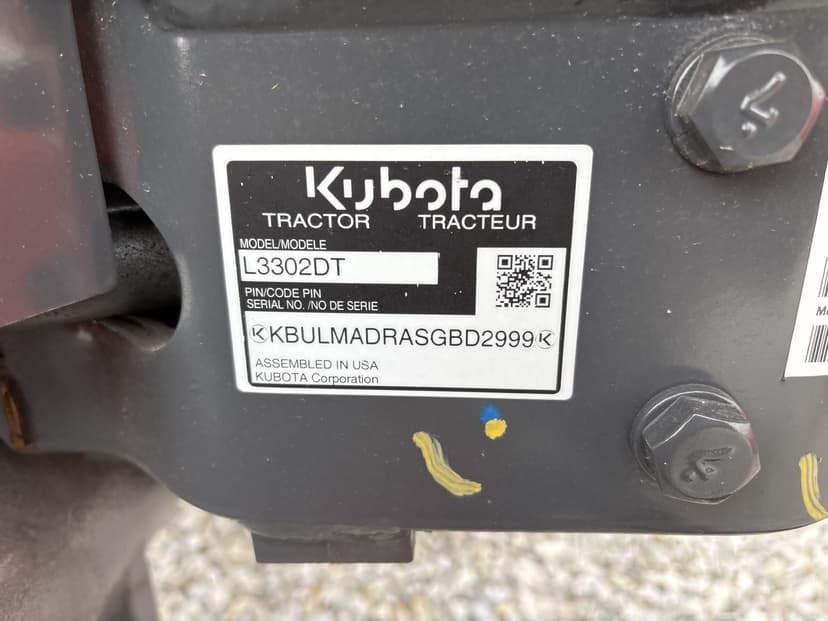 Kubota
TRACTOR TRACTEUR
MODEL/MODELE
L3302DT
PIN/CODE PIN
SERIAL NO. /NO DE SERIE
KBULMADRASGBD2999
ASSEMBLED IN USA
KUBOTA Corporation